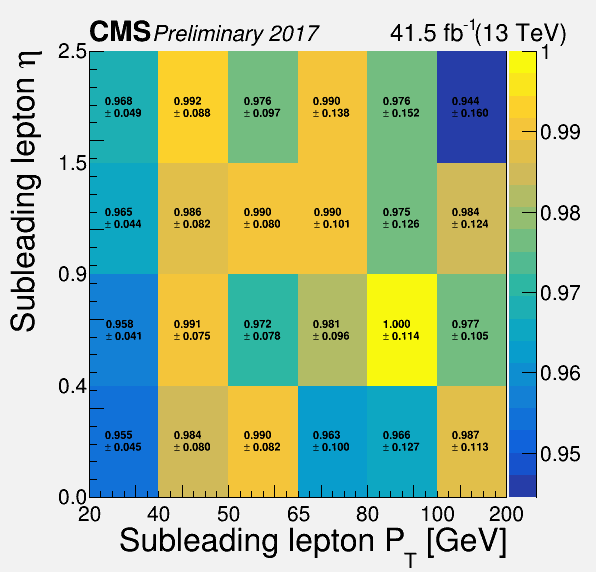 CMS Preliminary 2017 41.5 fb-1(13 TeV)
Subleading lepton η
2.5 1
0.968 0.992 0.976 0.990 0.976 0.944
± 0.049 ± 0.088 ± 0.097 ± 0.138 ± 0.152 ± 0.160
0.99
1.5
0.965 0.986 0.990 0.990 0.975 0.984
± 0.044 ± 0.082 ± 0.080 ± 0.101 ± 0.126 ± 0.124
0.98
0.9
0.97
0.958 0.991 0.972 0.981 1.000 0.977
± 0.041 ± 0.075 ± 0.078 ± 0.096 ± 0.114 ± 0.105
0.96
0.4
0.955 0.984 0.990 0.963 0.966 0.987
± 0.045 ± 0.080 ± 0.082 ± 0.100 ± 0.127 ± 0.113
0.95
0.0
20 40 50 65 80 100 200
Subleading lepton PT [GeV]